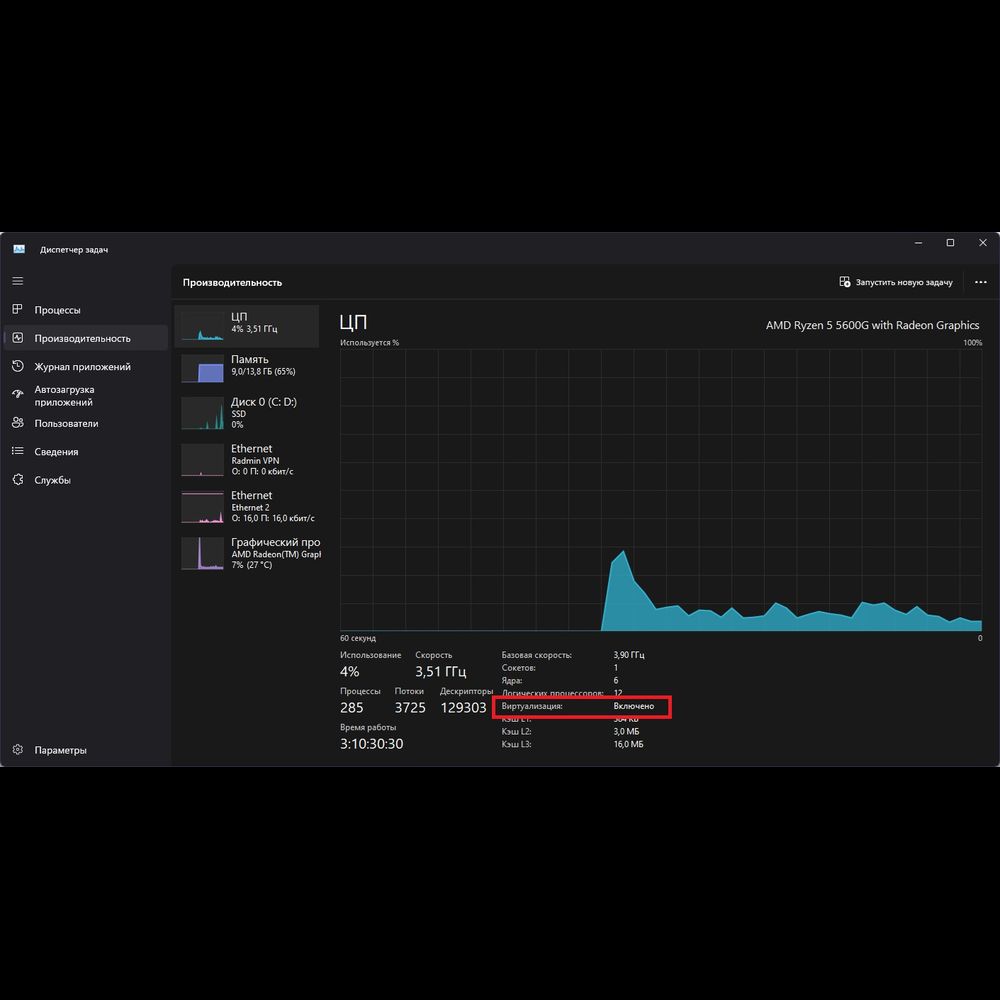 Диспетчер задач
Процессы
Производительность
Журнал приложений
Автозагрузка
приложений
Пользователи
Сведения
Службы
Параметры
Производительность
Запустить новую задачу
ЦП
4% 3,51 ГГц
Память
9,0/13,8 ГБ (65%)
Диск 0 (C: D:)
SSD
0%
Ethernet
Radmin VPN
О: 0 П: 0 кбит/с
Ethernet
Ethernet 2
О: 16,0 П: 16,0 кбит/с
Графический про
AMD Radeon(TM) Grap
7% (27 °C)
ЦП
AMD Ryzen 5 5600G with Radeon Graphics
Используется %
100%
60 секунд
0
Использование
4%
Скорость
3,51 ГГц
Процессы
285
Потоки
3725
Дескрипторы
129303
Время работы
3:10:30:30
Базовая скорость: 3,90 ГГц
Сокетов: 1
Ядра: 6
Логических процессоров: 12
Виртуализация: Включено
Кэш L1: 384 КБ
Кэш L2: 3,0 МБ
Кэш L3: 16,0 МБ